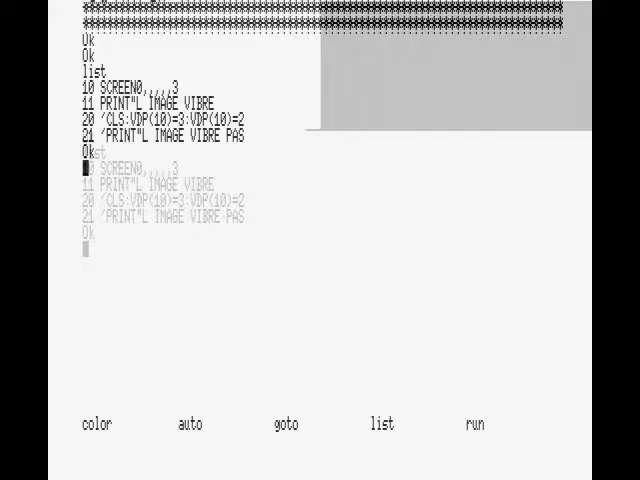 Ok
Ok
list
10 SCREEN0,,,,,3
11 PRINT"L IMAGE VIBRE
20 'CLS:VDP(10)=3:VDP(10)=2
21 'PRINT"L IMAGE VIBRE PAS
Ok
10 SCREEN0,,,,,3
11 PRINT"L IMAGE VIBRE
20 'CLS:VDP(10)=3:VDP(10)=2
21 'PRINT"L IMAGE VIBRE PAS
Ok
color auto goto list run